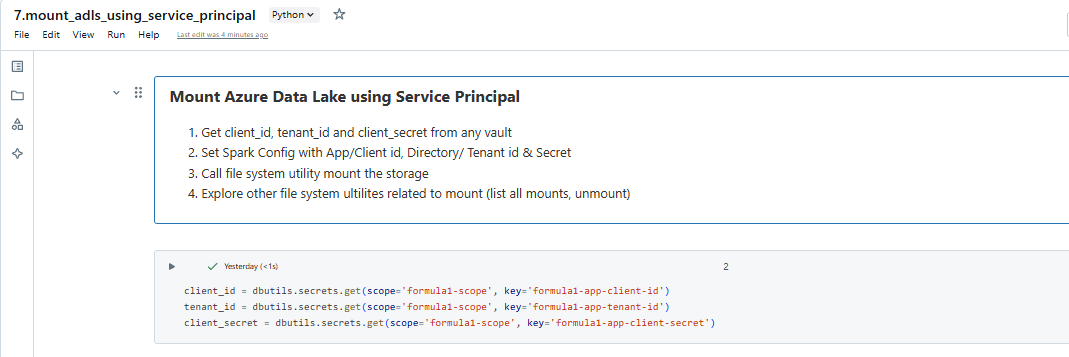 7.mount_adls_using_service_principal Python
File Edit View Run Help Last edit was 4 minutes ago
Mount Azure Data Lake using Service Principal
1. Get client_id, tenant_id and client_secret from any vault
2. Set Spark Config with App/Client id, Directory/ Tenant id & Secret
3. Call file system utility mount the storage
4. Explore other file system ultilites related to mount (list all mounts, unmount)
Yesterday (<1s) 2
client_id = dbutils.secrets.get(scope='formula1-scope', key='formula1-app-client-id')
tenant_id = dbutils.secrets.get(scope='formula1-scope', key='formula1-app-tenant-id')
client_secret = dbutils.secrets.get(scope='formula1-scope', key='formula1-app-client-secret')